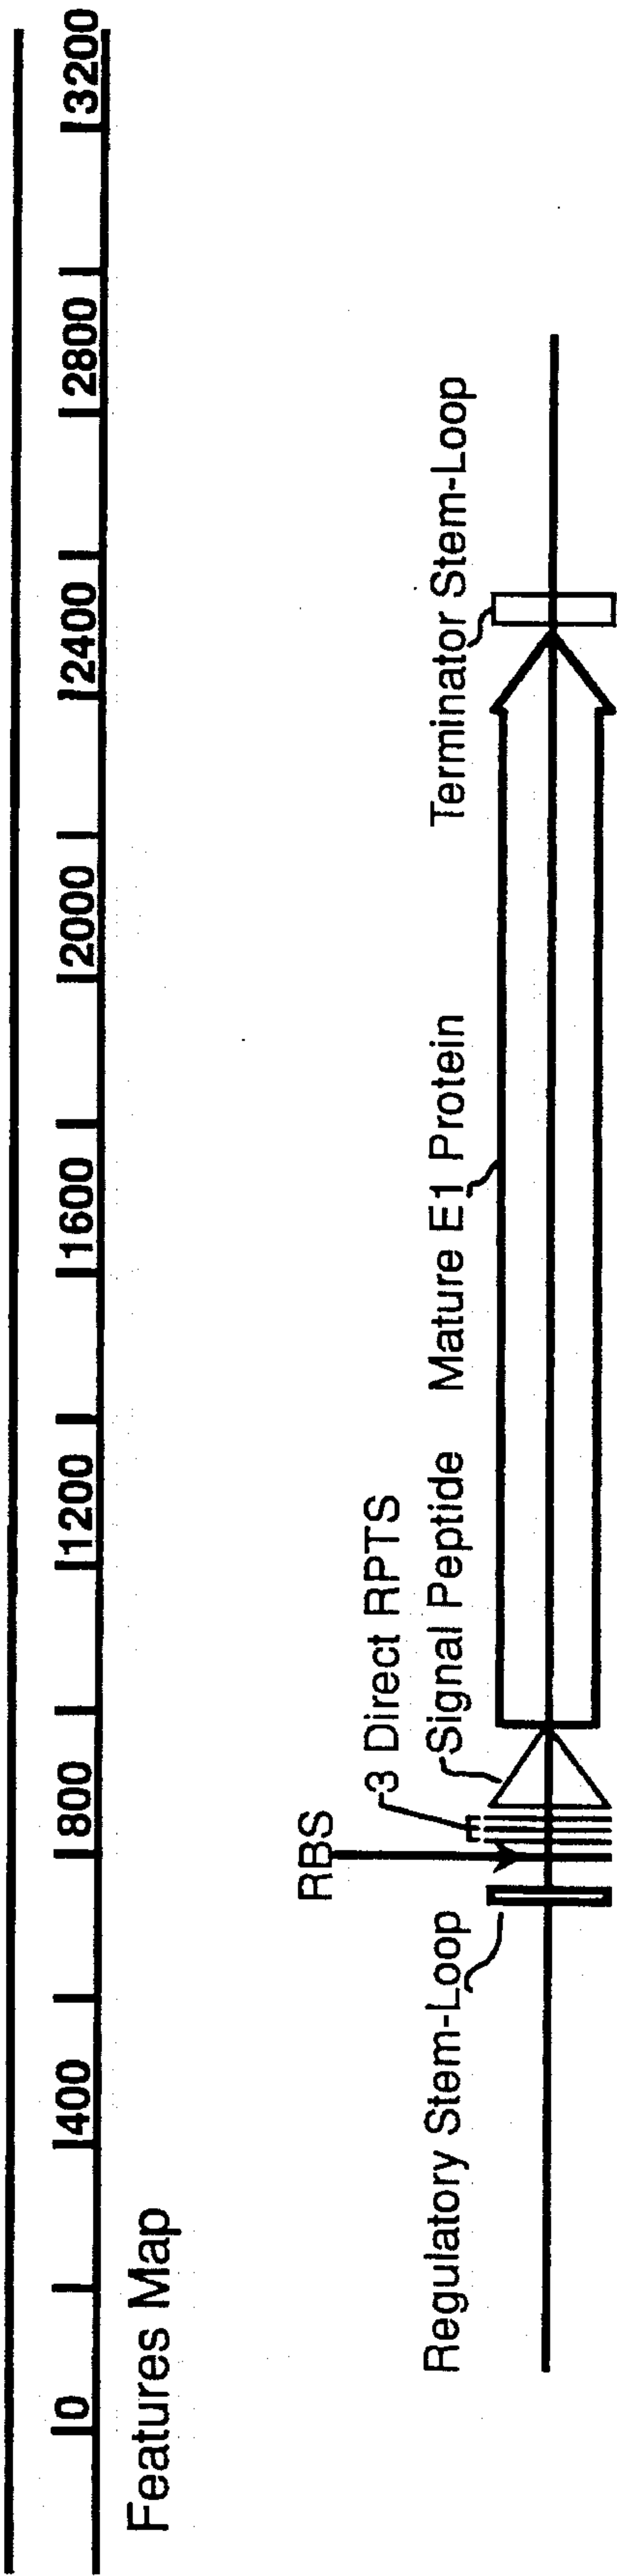 0 400 800 1200 1600 2000 2400 2800 3200
Features Map
RBS
3 Direct RPTS
Regulatory Stem-Loop Signal Peptide Mature E1 Protein Terminator Stem-Loop